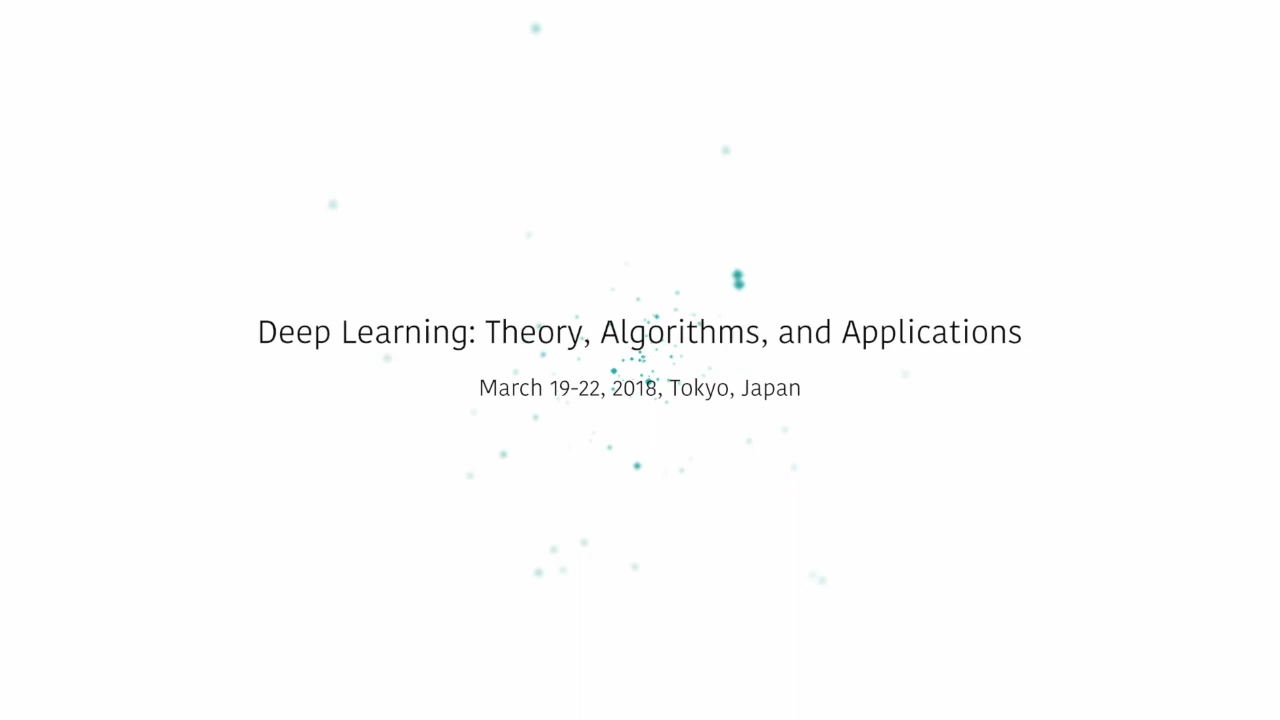 Deep Learning: Theory, Algorithms, and Applications
March 19-22, 2018, Tokyo, Japan